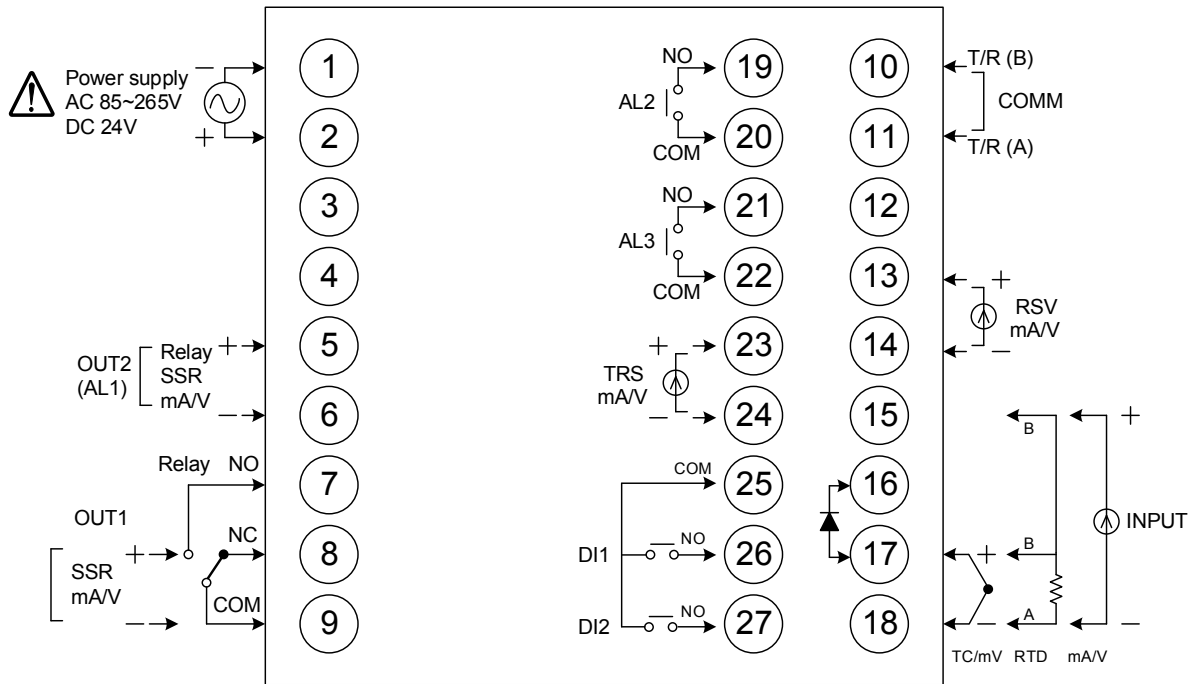 Power supply
AC 85~265V
DC 24V
−
+
1
2
3
4
5
6
7
8
9
OUT2
(AL1)
Relay
SSR
mA/V
+
−
Relay NO
OUT1
NC
SSR
mA/V
+
−
COM
NO
AL2
COM
19
20
NO
AL3
COM
21
22
+
TRS
mA/V
−
23
24
COM
25
DI1
NO
26
DI2
NO
27
10
11
12
13
14
15
16
17
18
T/R (B)
COMM
T/R (A)
+
RSV
mA/V
−
B
+
INPUT
+
B
−
A
−
TC/mV RTD mA/V